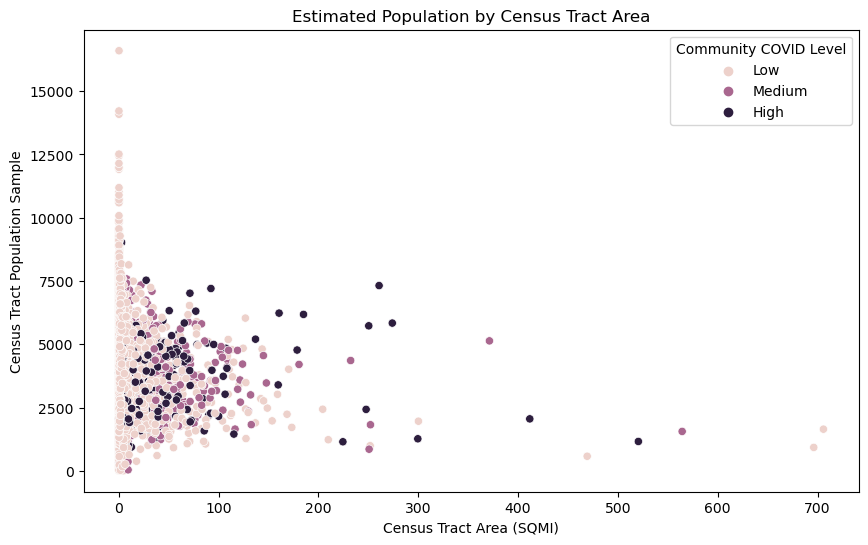 Estimated Population by Census Tract Area
Community COVID Level
Low
Medium
High
Census Tract Population Sample
15000
12500
10000
7500
5000
2500
0
0 100 200 300 400 500 600 700
Census Tract Area (SQMI)